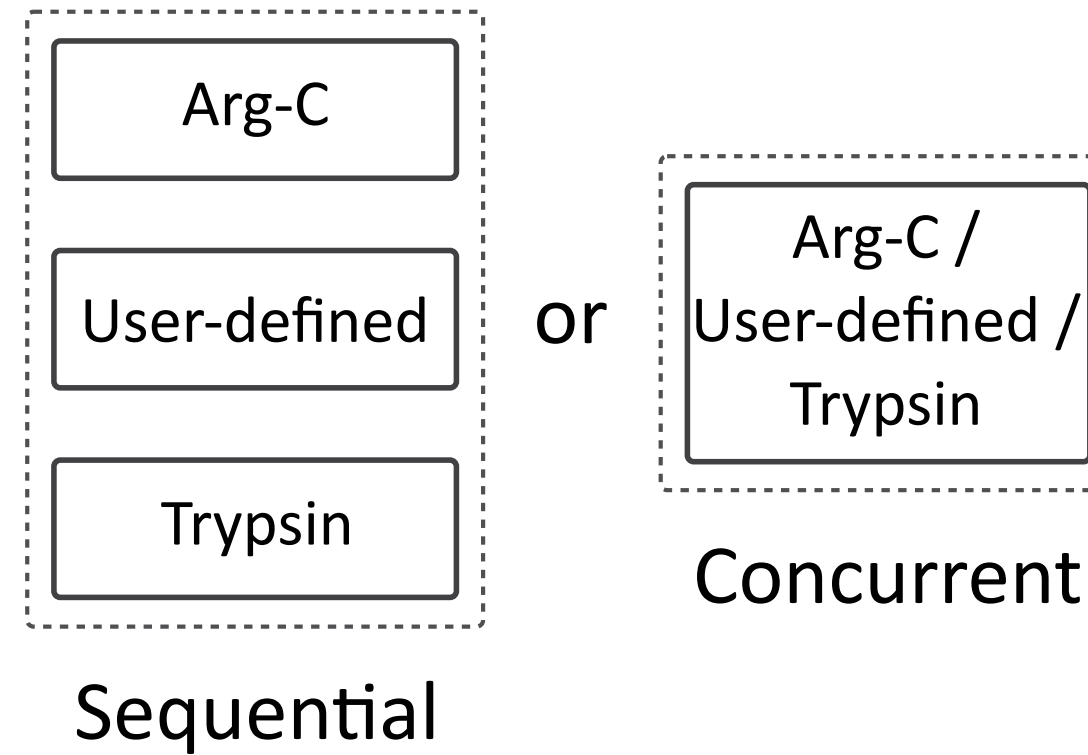 Arg-C
User-defined
Trypsin
Sequential
or
Arg-C /
User-defined /
Trypsin
Concurrent